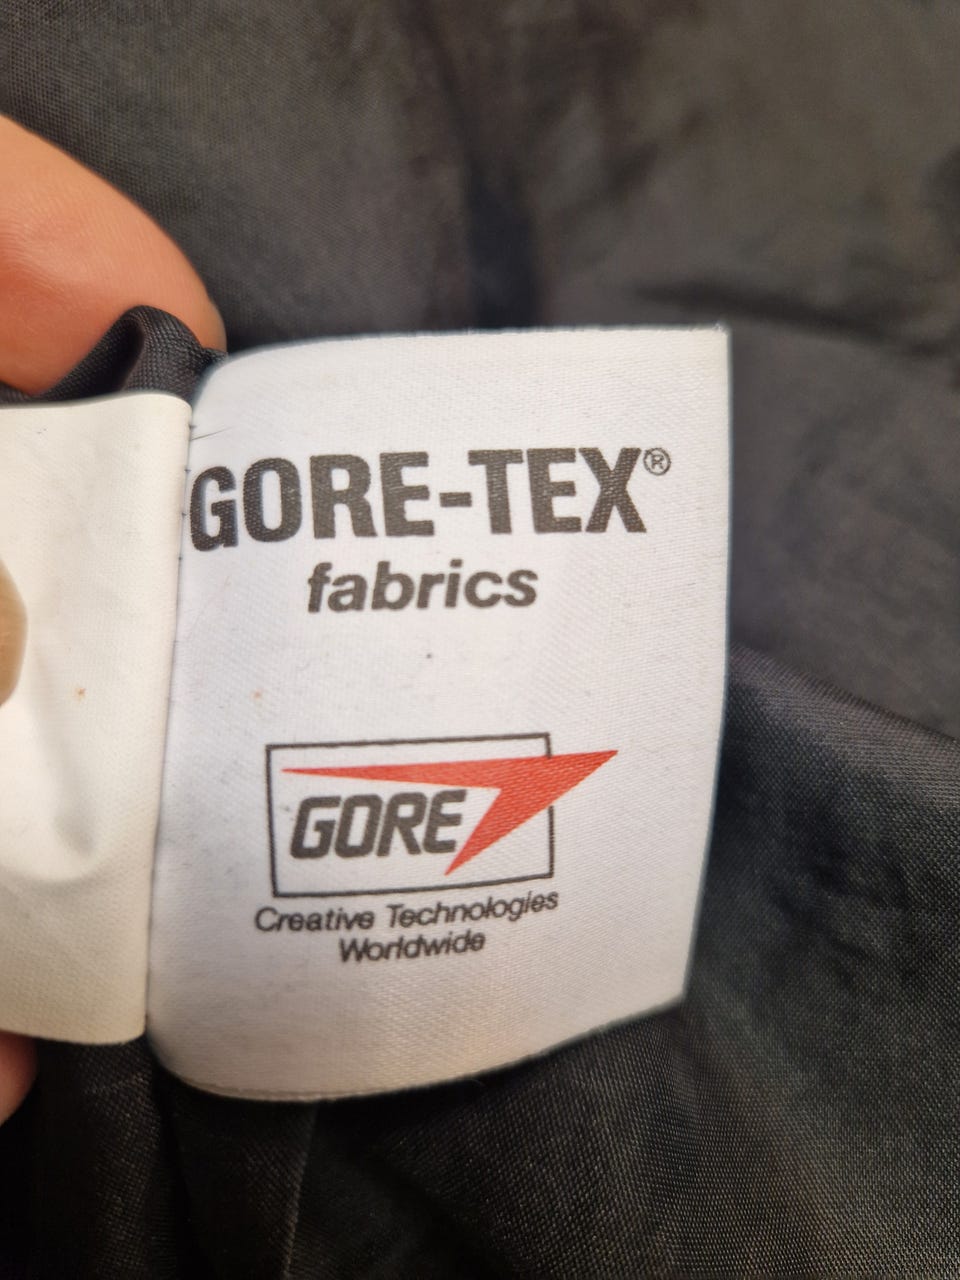 GORE-TEX®
fabrics
GORE
Creative Technologies
Worldwide